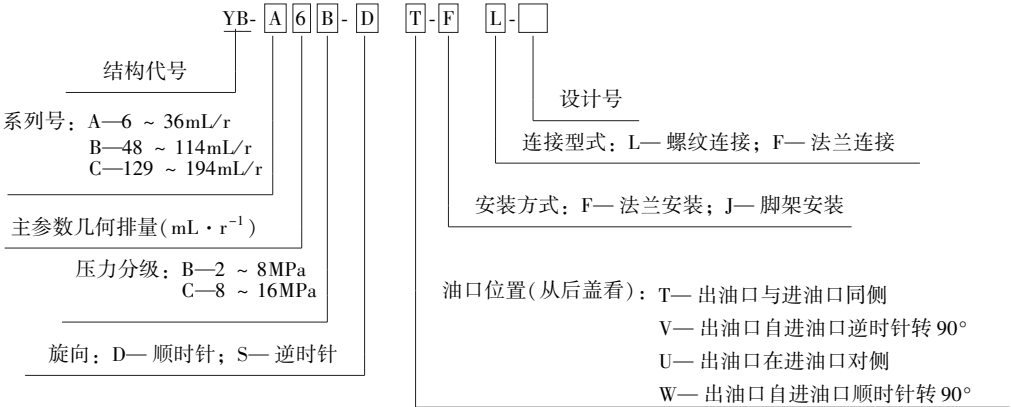 YB- A 6 B - D T - F L -
结构代号
系列号：A—6 ~ 36mL/r
B—48 ~ 114mL/r
C—129 ~ 194mL/r
主参数几何排量(mL·r⁻¹)
压力分级：B—2 ~ 8MPa
C—8 ~ 16MPa
旋向：D— 顺时针；S— 逆时针
设计号
连接型式：L— 螺纹连接；F— 法兰连接
安装方式：F— 法兰安装；J— 脚架安装
油口位置(从后盖看)：T— 出油口与进油口同侧
V— 出油口自进油口逆时针转 90°
U— 出油口在进油口对侧
W— 出油口自进油口顺时针转 90°